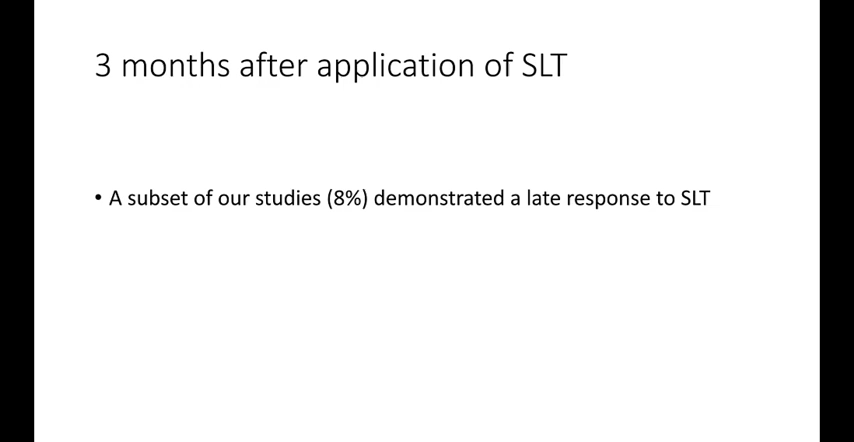 3 months after application of SLT
• A subset of our studies (8%) demonstrated a late response to SLT